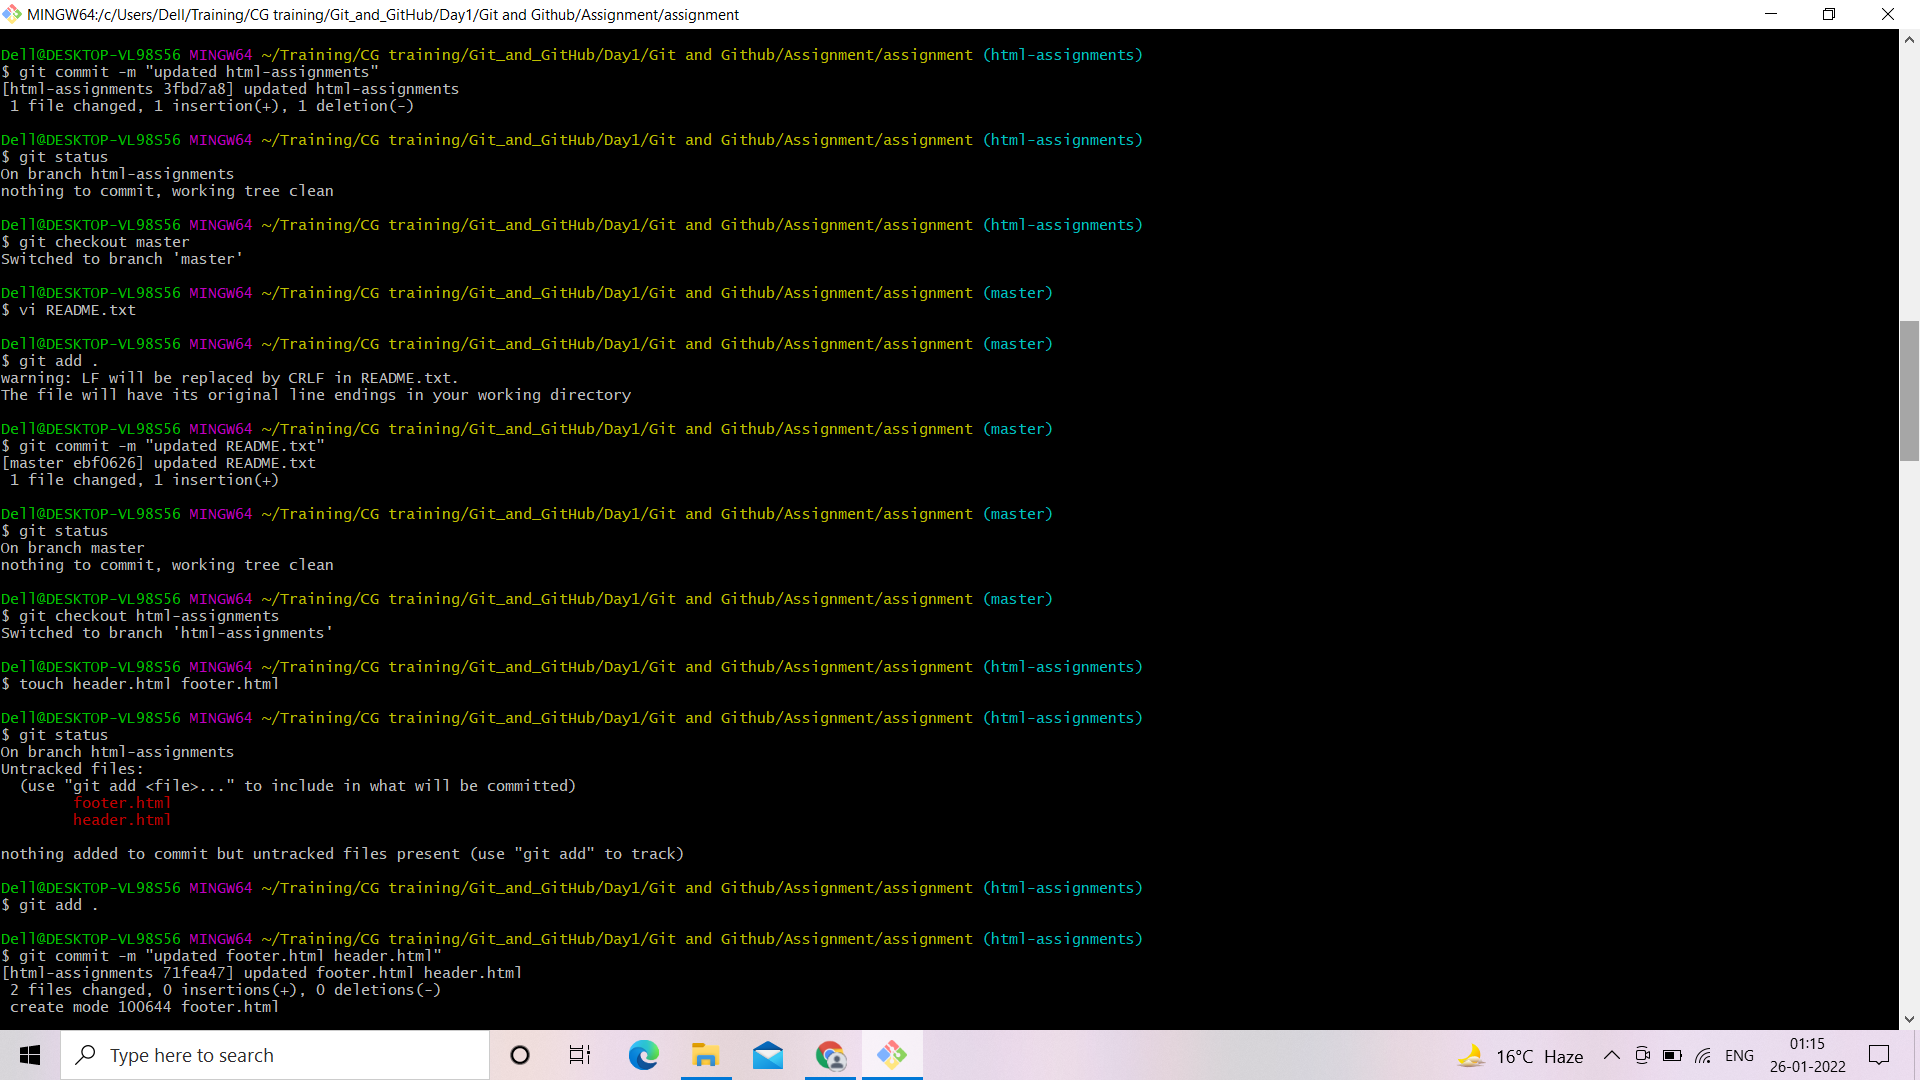 MINGW64:/c/Users/Dell/Training/CG training/Git_and_GitHub/Day1/Git and Github/Assignment/assignment
Dell@DESKTOP-VL98S56 MINGW64 ~/Training/CG training/Git_and_GitHub/Day1/Git and Github/Assignment/assignment (html-assignments)
$ git commit -m "updated html-assignments"
[html-assignments 3fbd7a8] updated html-assignments
1 file changed, 1 insertion(+), 1 deletion(-)
Dell@DESKTOP-VL98S56 MINGW64 ~/Training/CG training/Git_and_GitHub/Day1/Git and Github/Assignment/assignment (html-assignments)
$ git status
On branch html-assignments
nothing to commit, working tree clean
Dell@DESKTOP-VL98S56 MINGW64 ~/Training/CG training/Git_and_GitHub/Day1/Git and Github/Assignment/assignment (html-assignments)
$ git checkout master
Switched to branch 'master'
Dell@DESKTOP-VL98S56 MINGW64 ~/Training/CG training/Git_and_GitHub/Day1/Git and Github/Assignment/assignment (master)
$ vi README.txt
Dell@DESKTOP-VL98S56 MINGW64 ~/Training/CG training/Git_and_GitHub/Day1/Git and Github/Assignment/assignment (master)
$ git add .
warning: LF will be replaced by CRLF in README.txt.
The file will have its original line endings in your working directory
Dell@DESKTOP-VL98S56 MINGW64 ~/Training/CG training/Git_and_GitHub/Day1/Git and Github/Assignment/assignment (master)
$ git commit -m "updated README.txt"
[master ebf0626] updated README.txt
1 file changed, 1 insertion(+)
Dell@DESKTOP-VL98S56 MINGW64 ~/Training/CG training/Git_and_GitHub/Day1/Git and Github/Assignment/assignment (master)
$ git status
On branch master
nothing to commit, working tree clean
Dell@DESKTOP-VL98S56 MINGW64 ~/Training/CG training/Git_and_GitHub/Day1/Git and Github/Assignment/assignment (master)
$ git checkout html-assignments
Switched to branch 'html-assignments'
Dell@DESKTOP-VL98S56 MINGW64 ~/Training/CG training/Git_and_GitHub/Day1/Git and Github/Assignment/assignment (html-assignments)
$ touch header.html footer.html
Dell@DESKTOP-VL98S56 MINGW64 ~/Training/CG training/Git_and_GitHub/Day1/Git and Github/Assignment/assignment (html-assignments)
$ git status
On branch html-assignments
Untracked files:
(use "git add <file>..." to include in what will be committed)
footer.html
header.html
nothing added to commit but untracked files present (use "git add" to track)
Dell@DESKTOP-VL98S56 MINGW64 ~/Training/CG training/Git_and_GitHub/Day1/Git and Github/Assignment/assignment (html-assignments)
$ git add .
Dell@DESKTOP-VL98S56 MINGW64 ~/Training/CG training/Git_and_GitHub/Day1/Git and Github/Assignment/assignment (html-assignments)
$ git commit -m "updated footer.html header.html"
[html-assignments 71fea47] updated footer.html header.html
2 files changed, 0 insertions(+), 0 deletions(-)
create mode 100644 footer.html
Type here to search
16°C Haze
ENG
01:15
26-01-2022